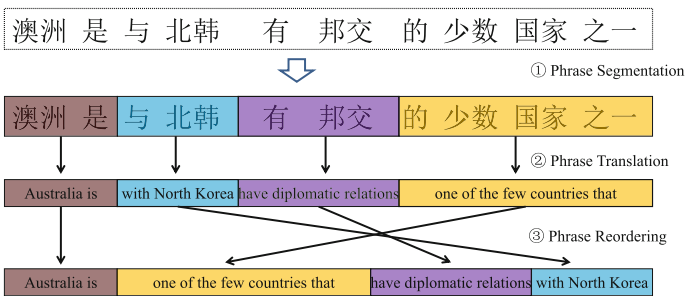 澳洲 是 与 北韩 有 邦交 的 少数 国家 之一
① Phrase Segmentation
澳洲 是 与 北韩 有 邦交 的 少数 国家 之一
② Phrase Translation
Australia is with North Korea have diplomatic relations one of the few countries that
③ Phrase Reordering
Australia is one of the few countries that have diplomatic relations with North Korea